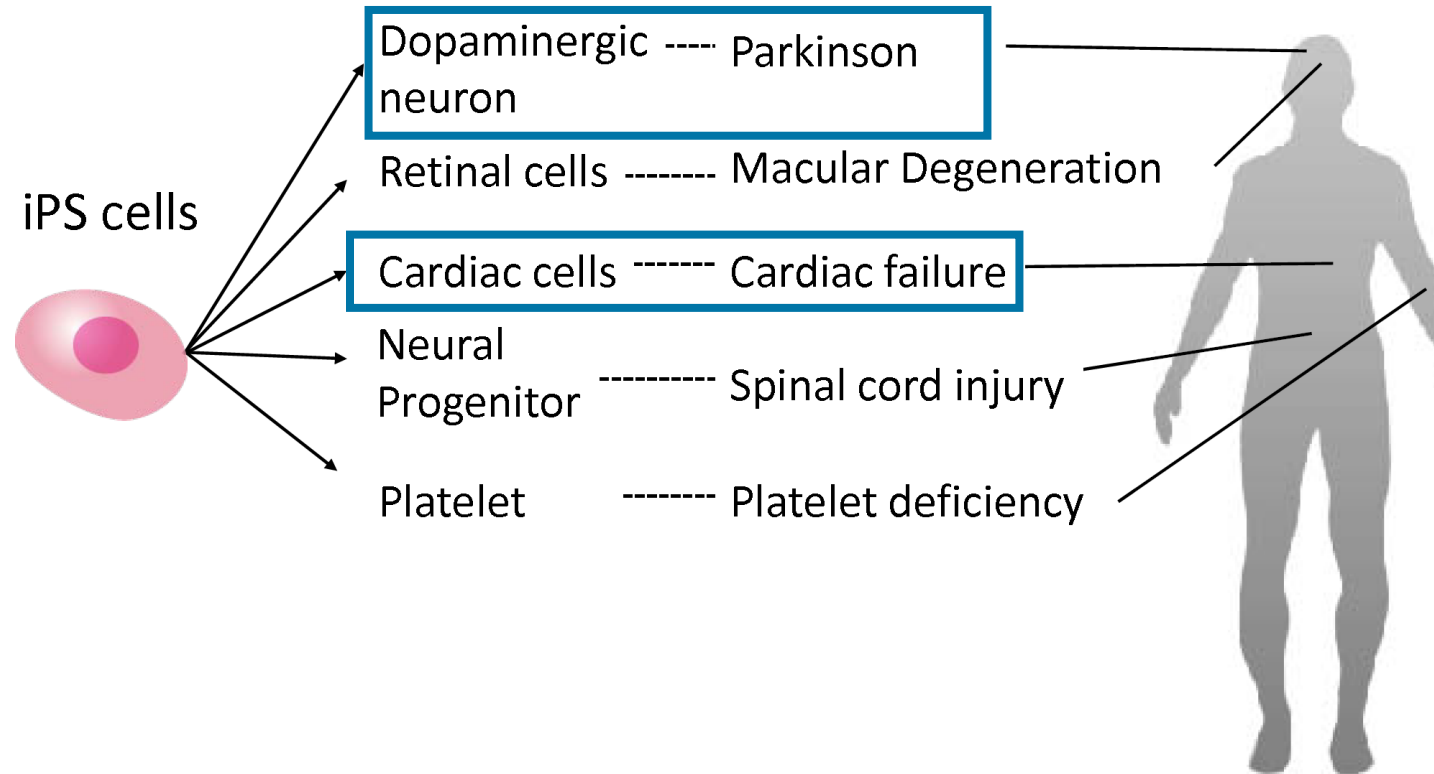 Dopaminergic ----- Parkinson
neuron
Retinal cells -------- Macular Degeneration
iPS cells
Cardiac cells ------- Cardiac failure
Neural
Progenitor ---------- Spinal cord injury
Platelet -------- Platelet deficiency